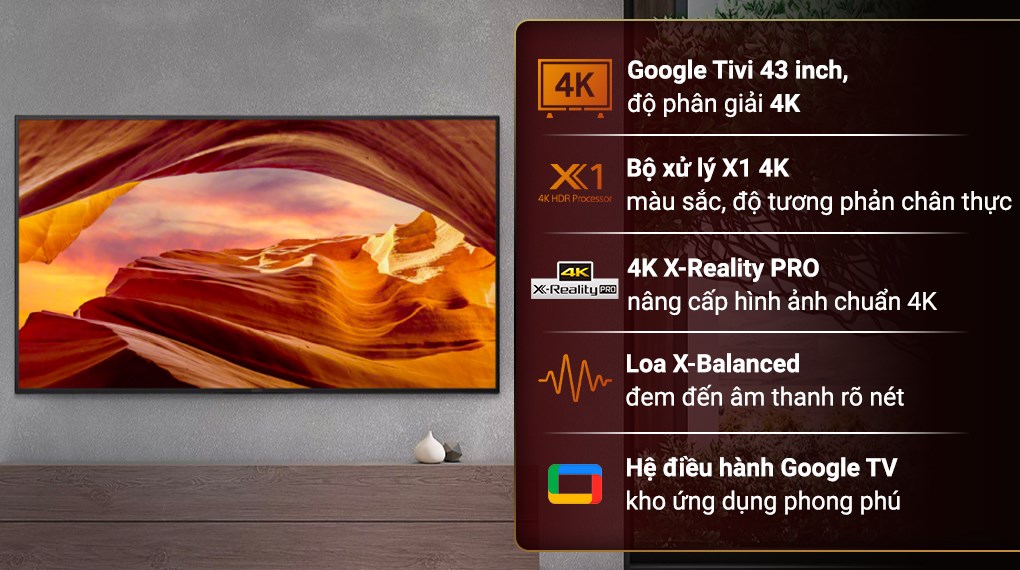 4K
Google Tivi 43 inch,
độ phân giải 4K
X1
4K HDR Processor
Bộ xử lý X1 4K
màu sắc, độ tương phản chân thực
4K
X-Reality PRO
4K X-Reality PRO
nâng cấp hình ảnh chuẩn 4K
Loa X-Balanced
đem đến âm thanh rõ nét
Hệ điều hành Google TV
kho ứng dụng phong phú